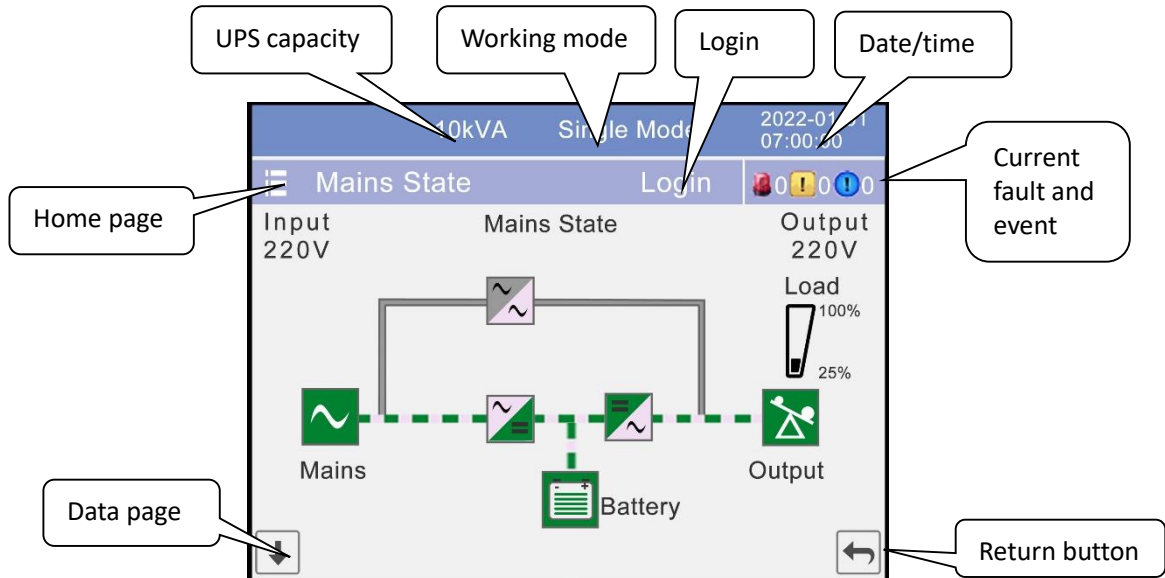 UPS capacity
Working mode
Login
Date/time
10kVA
Single Mode
2022-01-01
07:00:00
Mains State
Login
0 ! 0 ! 0
Current
fault and
event
Home page
Input
220V
Mains State
Output
220V
Load
100%
25%
Mains
Output
Battery
Data page
Return button